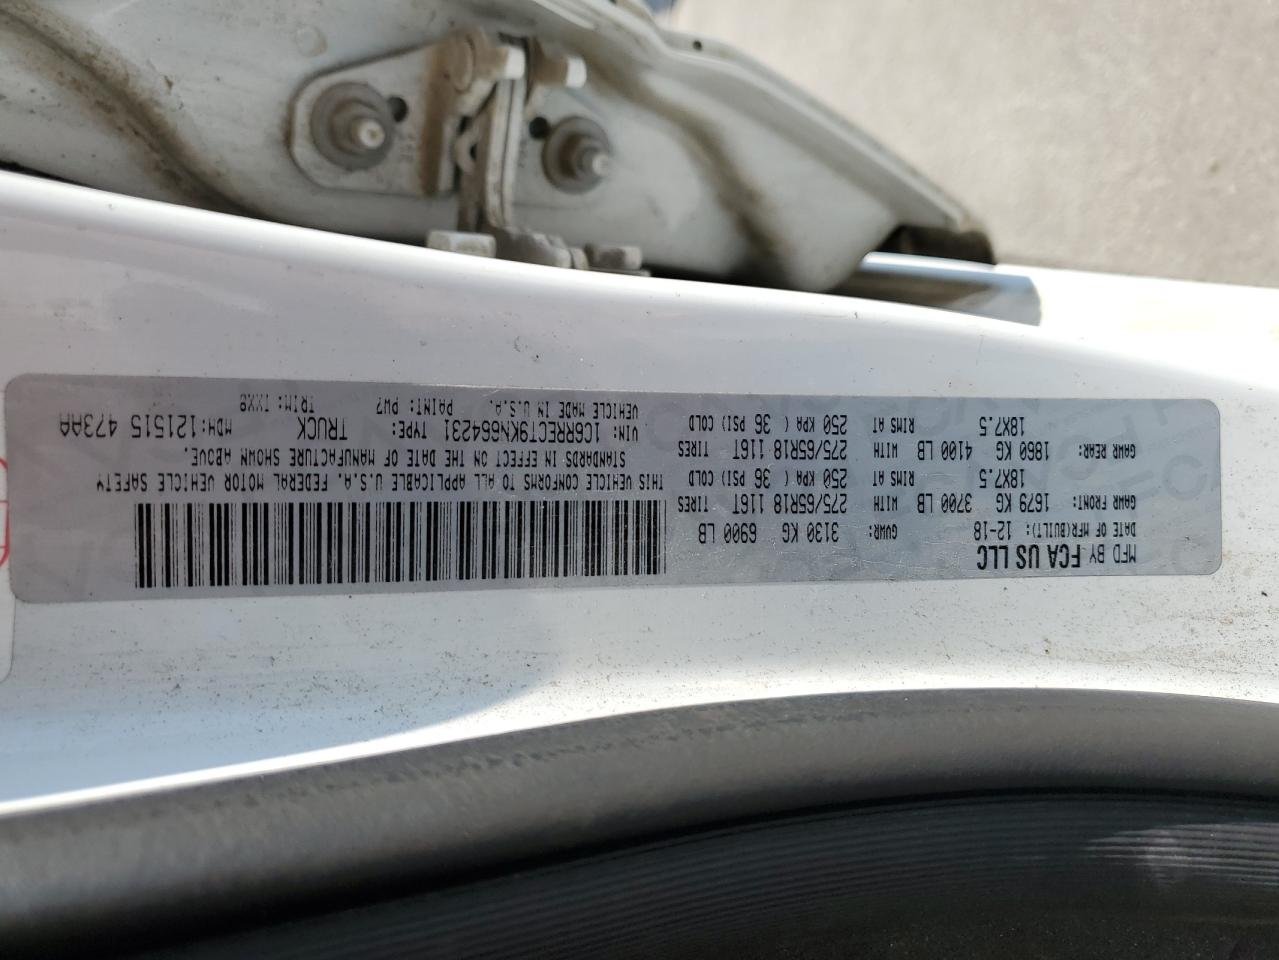 MFD BY FCA US LLC
DATE OF MFR(BUILT): 12-18 GVWR: 3130 KG 6900 LB
GAWR FRONT: 1679 KG 3700 LB WITH 275/65R18 116T TIRES
18X7.5 RIMS AT 250 KPA ( 36 PSI) COLD
GAWR REAR: 1860 KG 4100 LB WITH 275/65R18 116T TIRES
18X7.5 RIMS AT 250 KPA ( 36 PSI) COLD
THIS VEHICLE CONFORMS TO ALL APPLICABLE U.S.A. FEDERAL MOTOR VEHICLE SAFETY
STANDARDS IN EFFECT ON THE DATE OF MANUFACTURE SHOWN ABOVE.
VIN: 1C6RRECT9KN664231 TYPE: TRUCK MDH: 121515 473AA
VEHICLE MADE IN U.S.A. PAINT: PW7 TRIM: